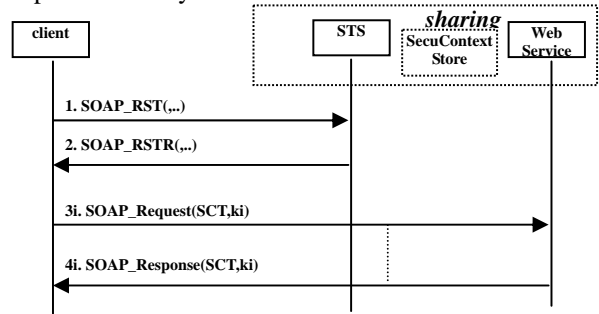 sharing
client
STS
SecuContext
Store
Web
Service
1. SOAP_RST(,..)
2. SOAP_RSTR(,..)
3i. SOAP_Request(SCT,ki)
4i. SOAP_Response(SCT,ki)